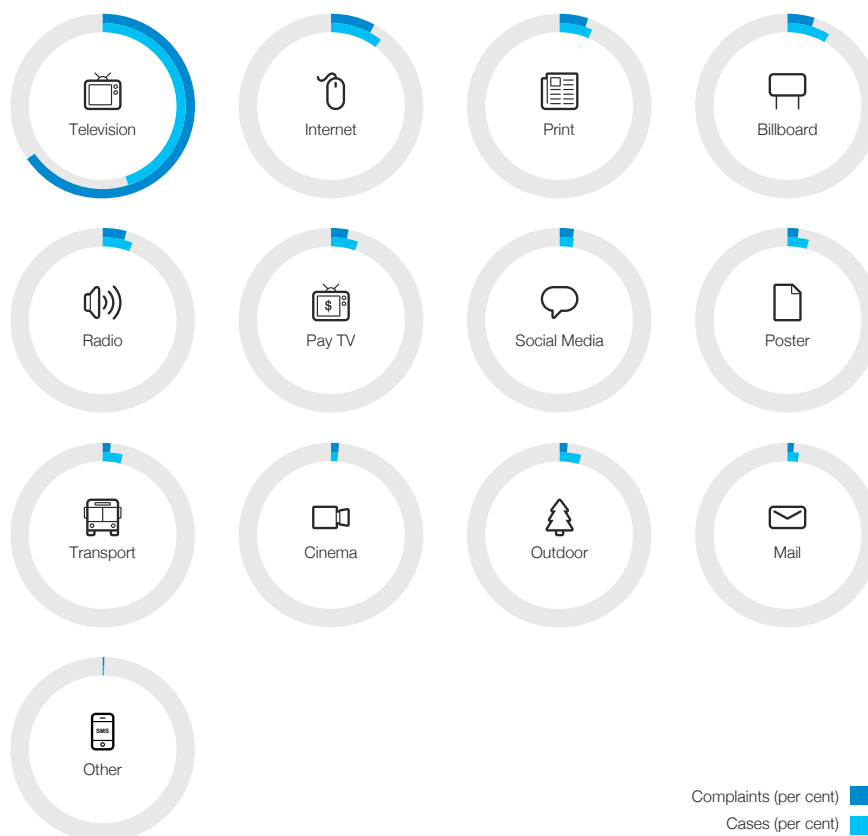 Television
Internet
Print
Billboard
$
Radio
Pay TV
Social Media
Poster
Transport
Cinema
Outdoor
Mail
SMS
Other
Complaints (per cent)
Cases (per cent)